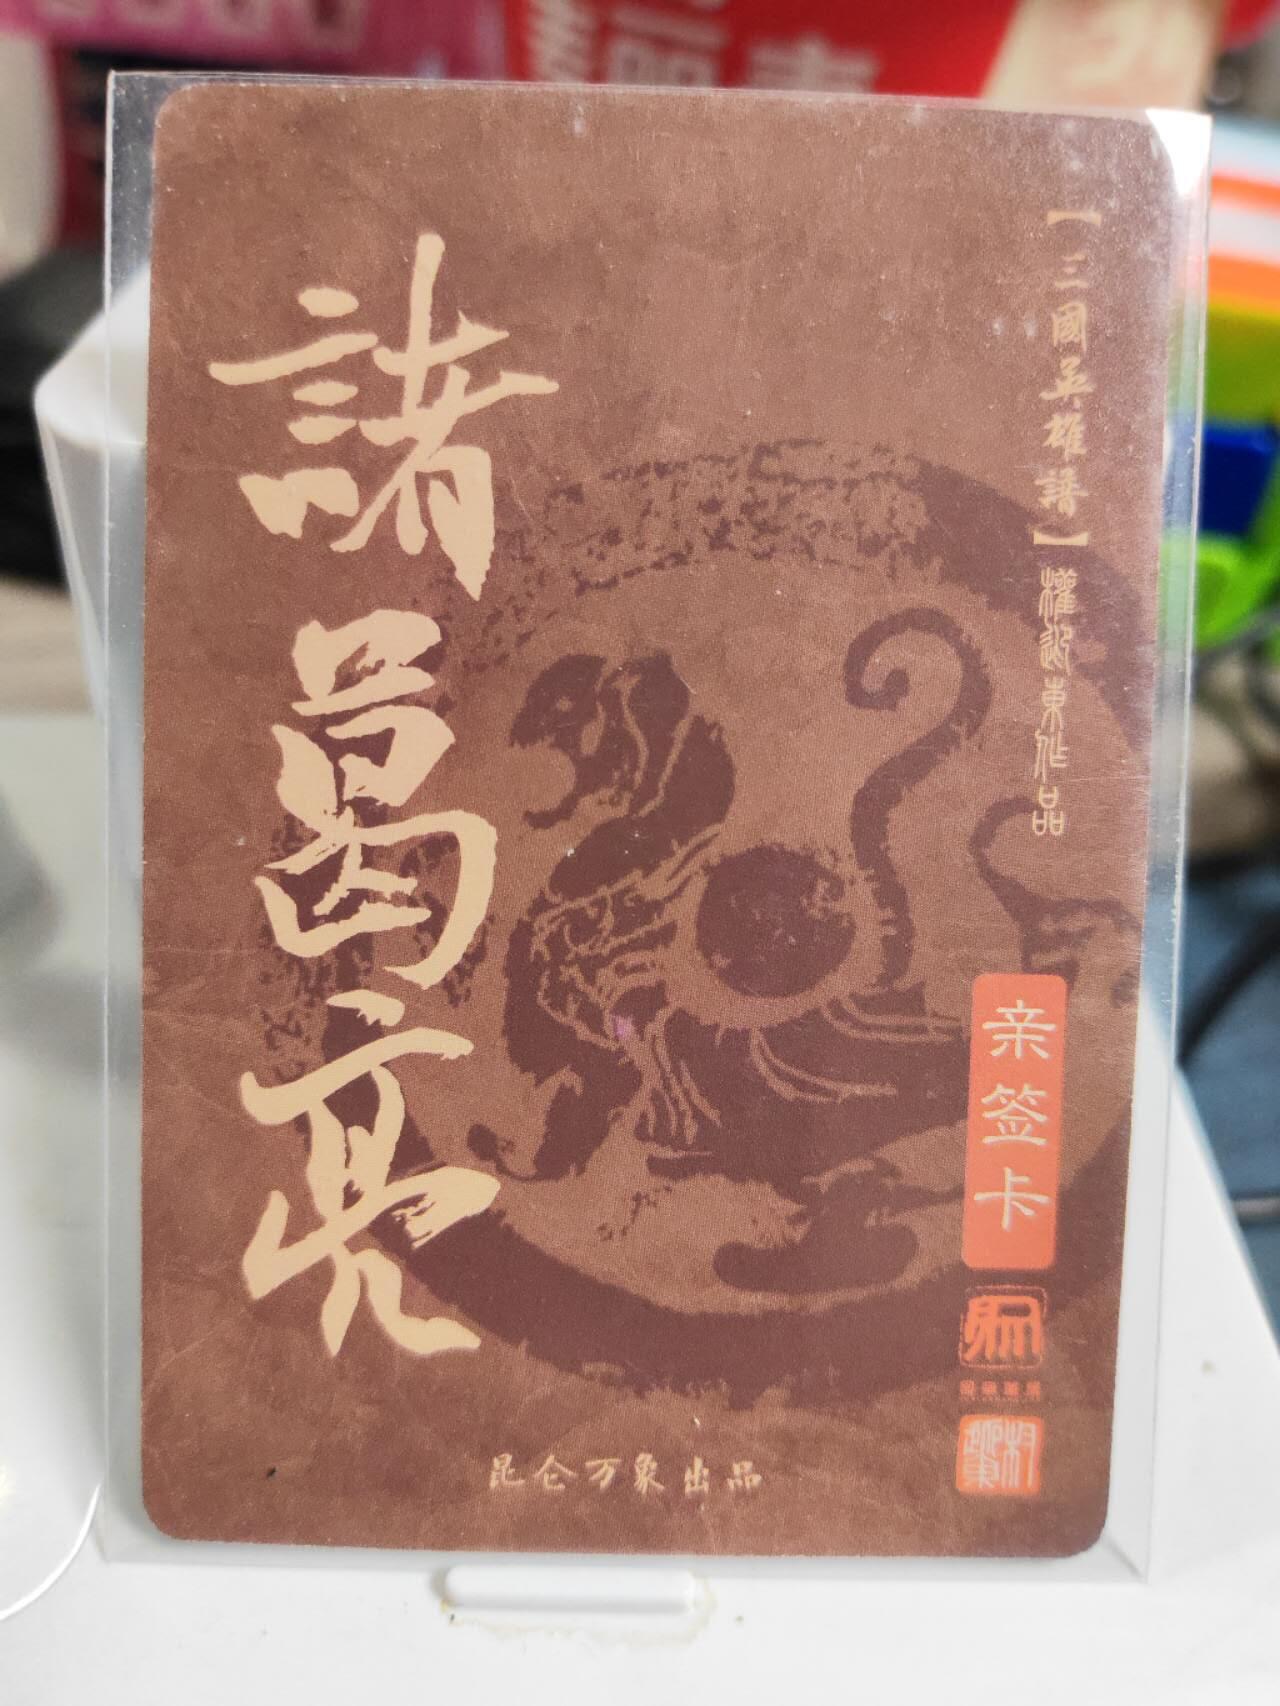 【三國英雄譜】權迎東作品
諸葛亮
亲签卡
昆仑万象出品